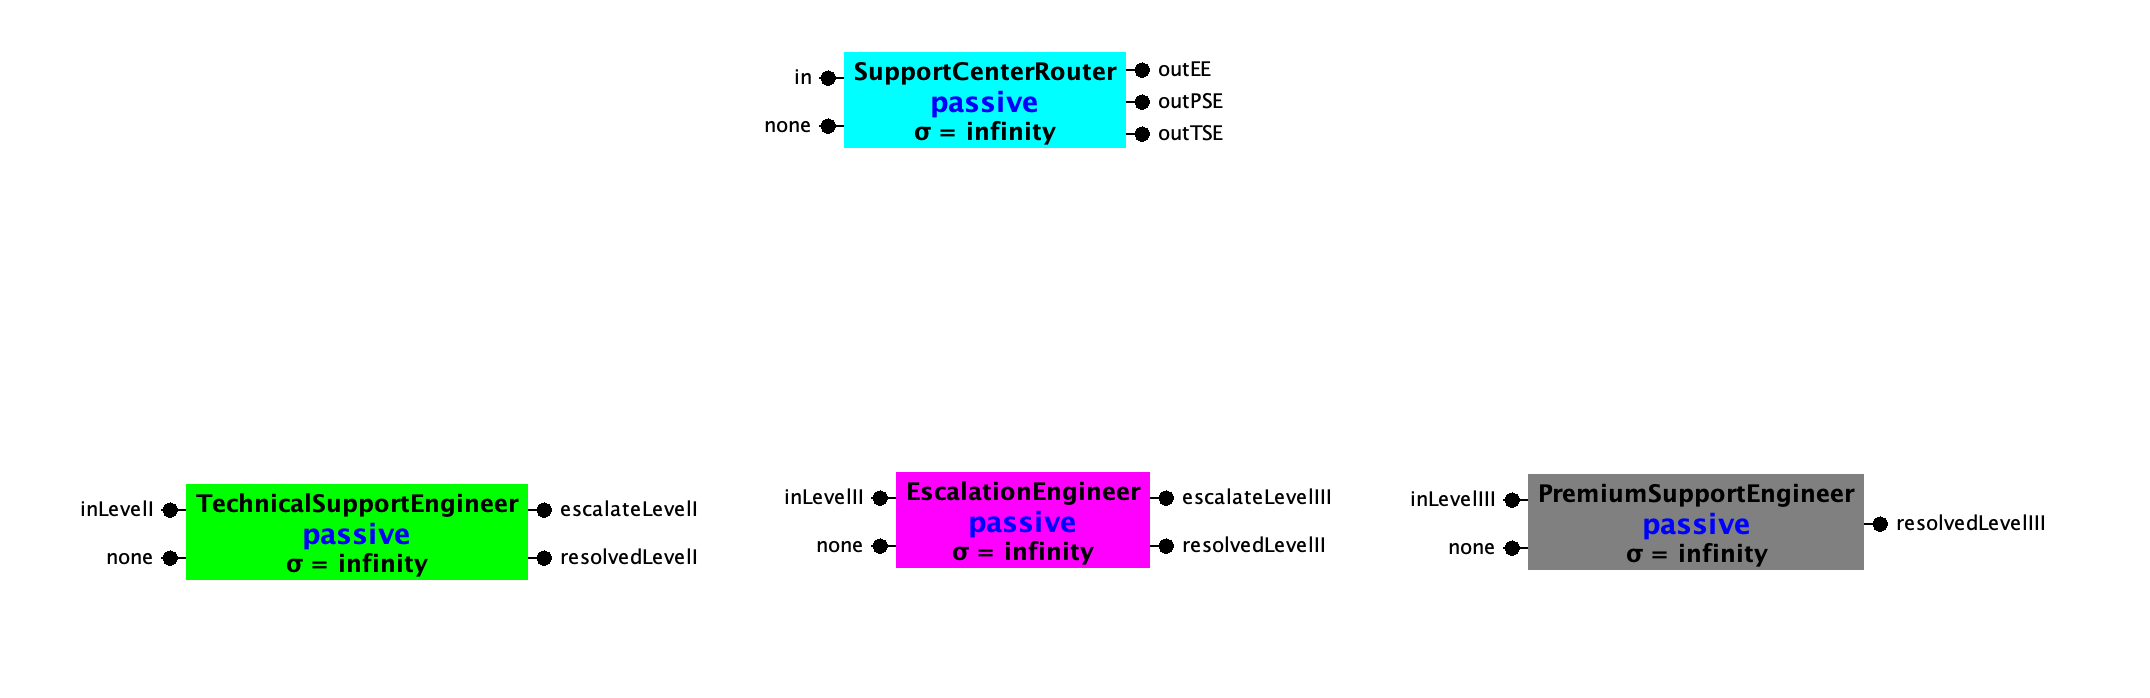 SupportCenterRouter
passive
σ = infinity
in
none
outEE
outPSE
outTSE
TechnicalSupportEngineer
passive
σ = infinity
inLevelI
none
escalateLevelII
resolvedLevelI
EscalationEngineer
passive
σ = infinity
inLevelII
none
escalateLevelIII
resolvedLevelII
PremiumSupportEngineer
passive
σ = infinity
inLevelIII
none
resolvedLevelIII